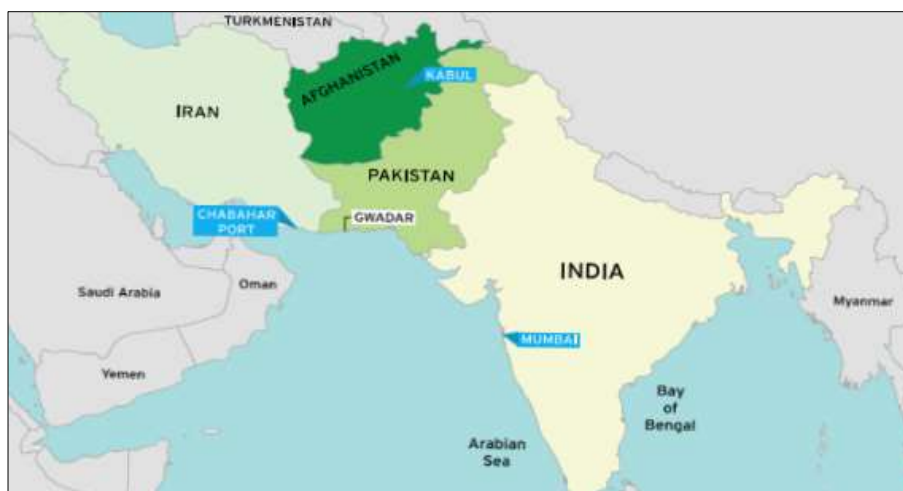 TURKMENISTAN
AFGHANISTAN
KABUL
IRAN
PAKISTAN
CHABAHAR
PORT
GWADAR
INDIA
Saudi Arabia
Oman
Myanmar
MUMBAI
Yemen
Bay
of
Bengal
Arabian
Sea